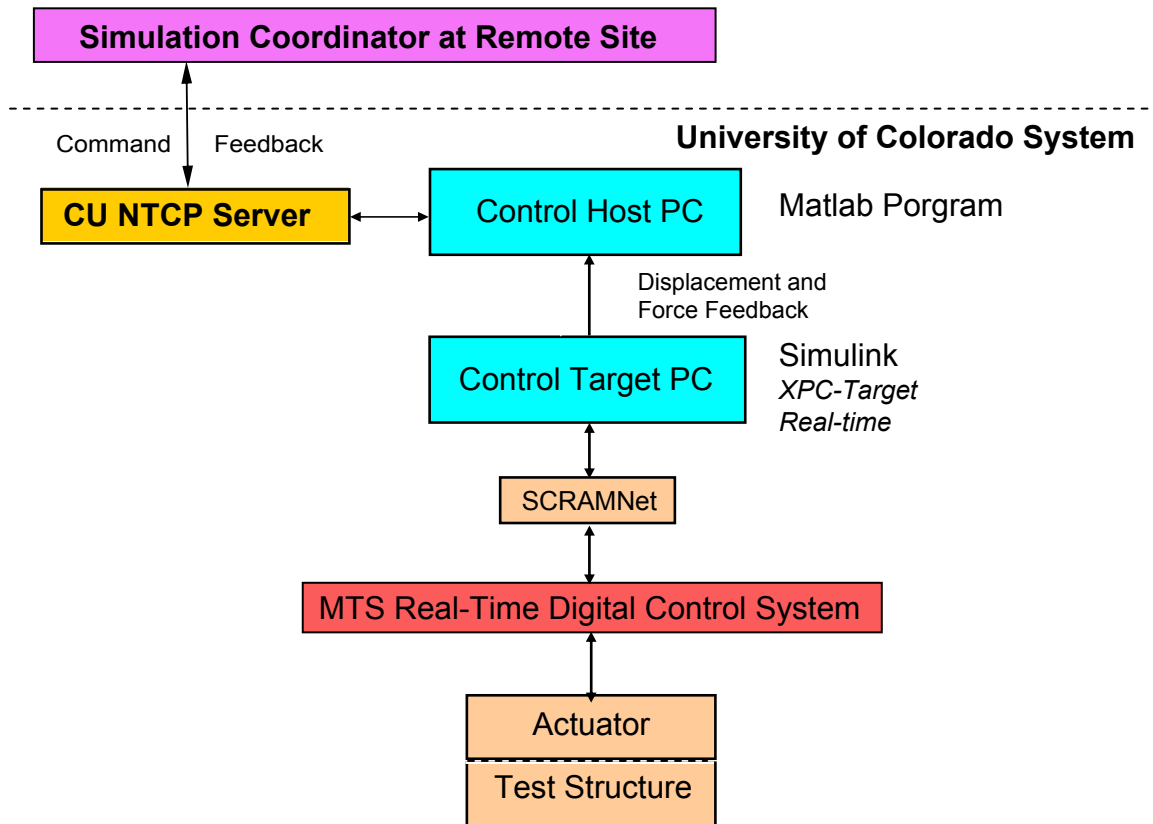 Simulation Coordinator at Remote Site
Command
Feedback
University of Colorado System
CU NTCP Server
Control Host PC
Matlab Porgram
Displacement and
Force Feedback
Control Target PC
Simulink
XPC-Target
Real-time
SCRAMNet
MTS Real-Time Digital Control System
Actuator
Test Structure